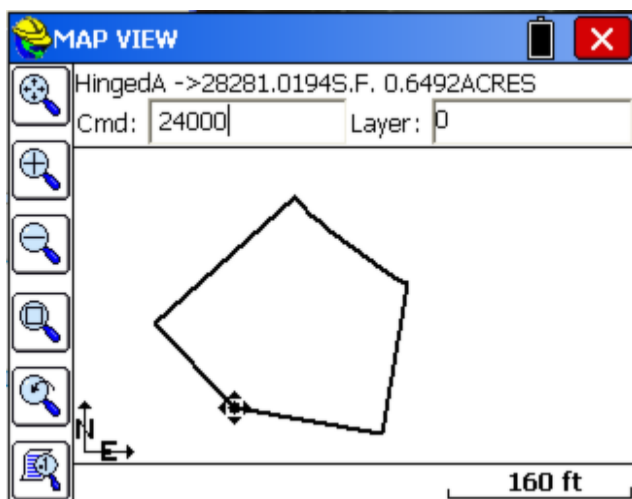 MAP VIEW
HingedA ->28281.0194S.F. 0.6492ACRES
Cmd: 24000 Layer: 0
N
E
160 ft